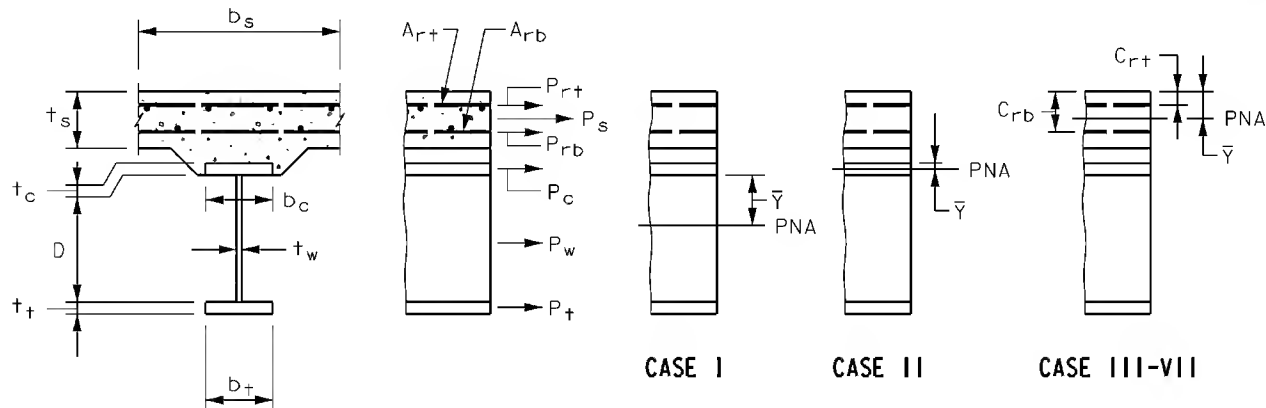 b_s
t_s
t_c
b_c
D
t_w
t_t
b_t
A_rt
A_rb
P_rt
P_s
P_rb
P_c
P_w
P_t
Ȳ
PNA
CASE I
PNA
Ȳ
CASE II
C_rt
C_rb
PNA
Ȳ
CASE III-VII